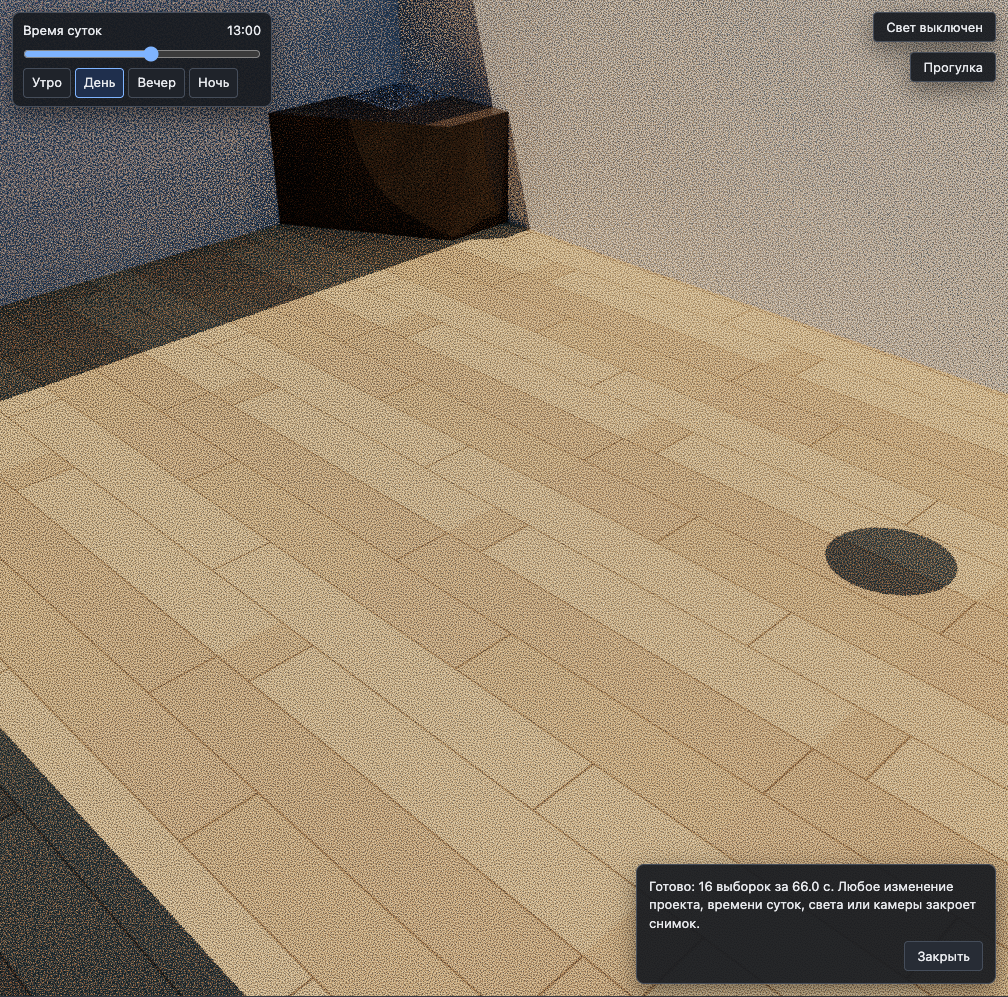 Время суток 13:00
Утро День Вечер Ночь
Свет выключен
Прогулка
Готово: 16 выборок за 66.0 с. Любое изменение
проекта, времени суток, света или камеры закроет
снимок.
Закрыть